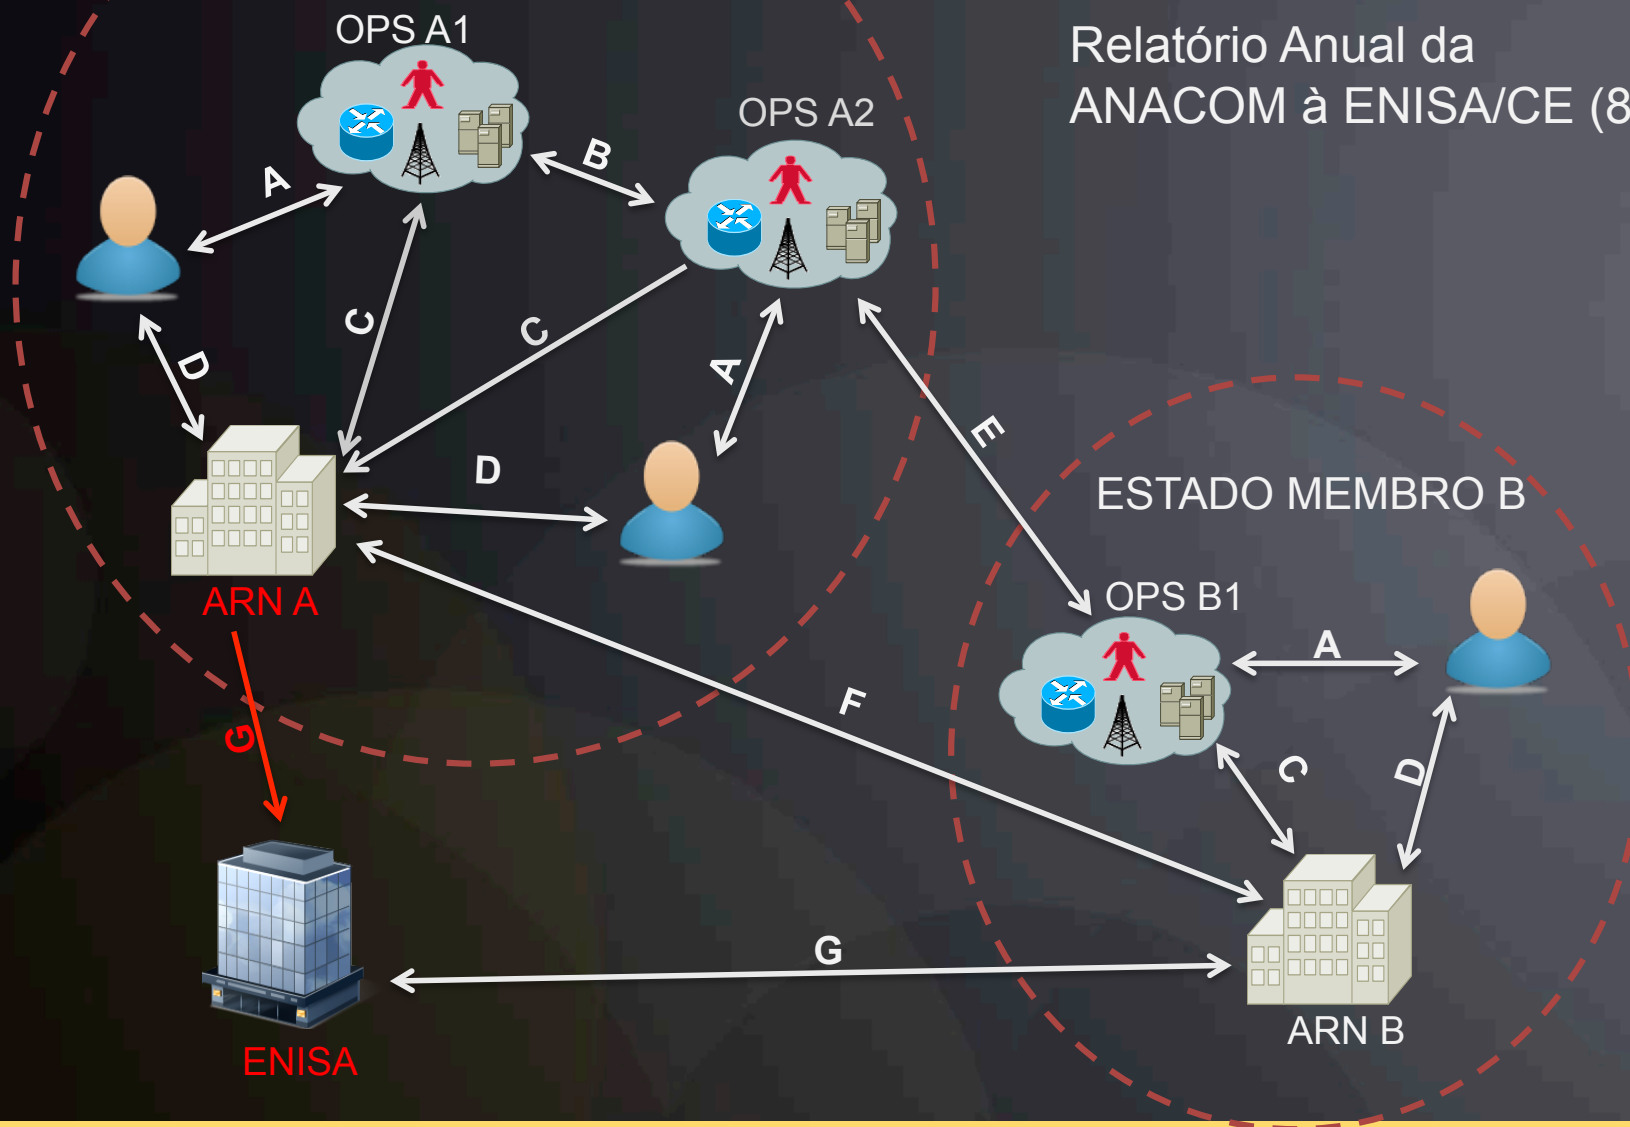 OPS A1
Relatório Anual da
ANACOM à ENISA/CE (8
OPS A2
B
A
C
C
D
A
E
D
ESTADO MEMBRO B
OPS B1
ARN A
A
F
G
C
D
G
ARN B
ENISA